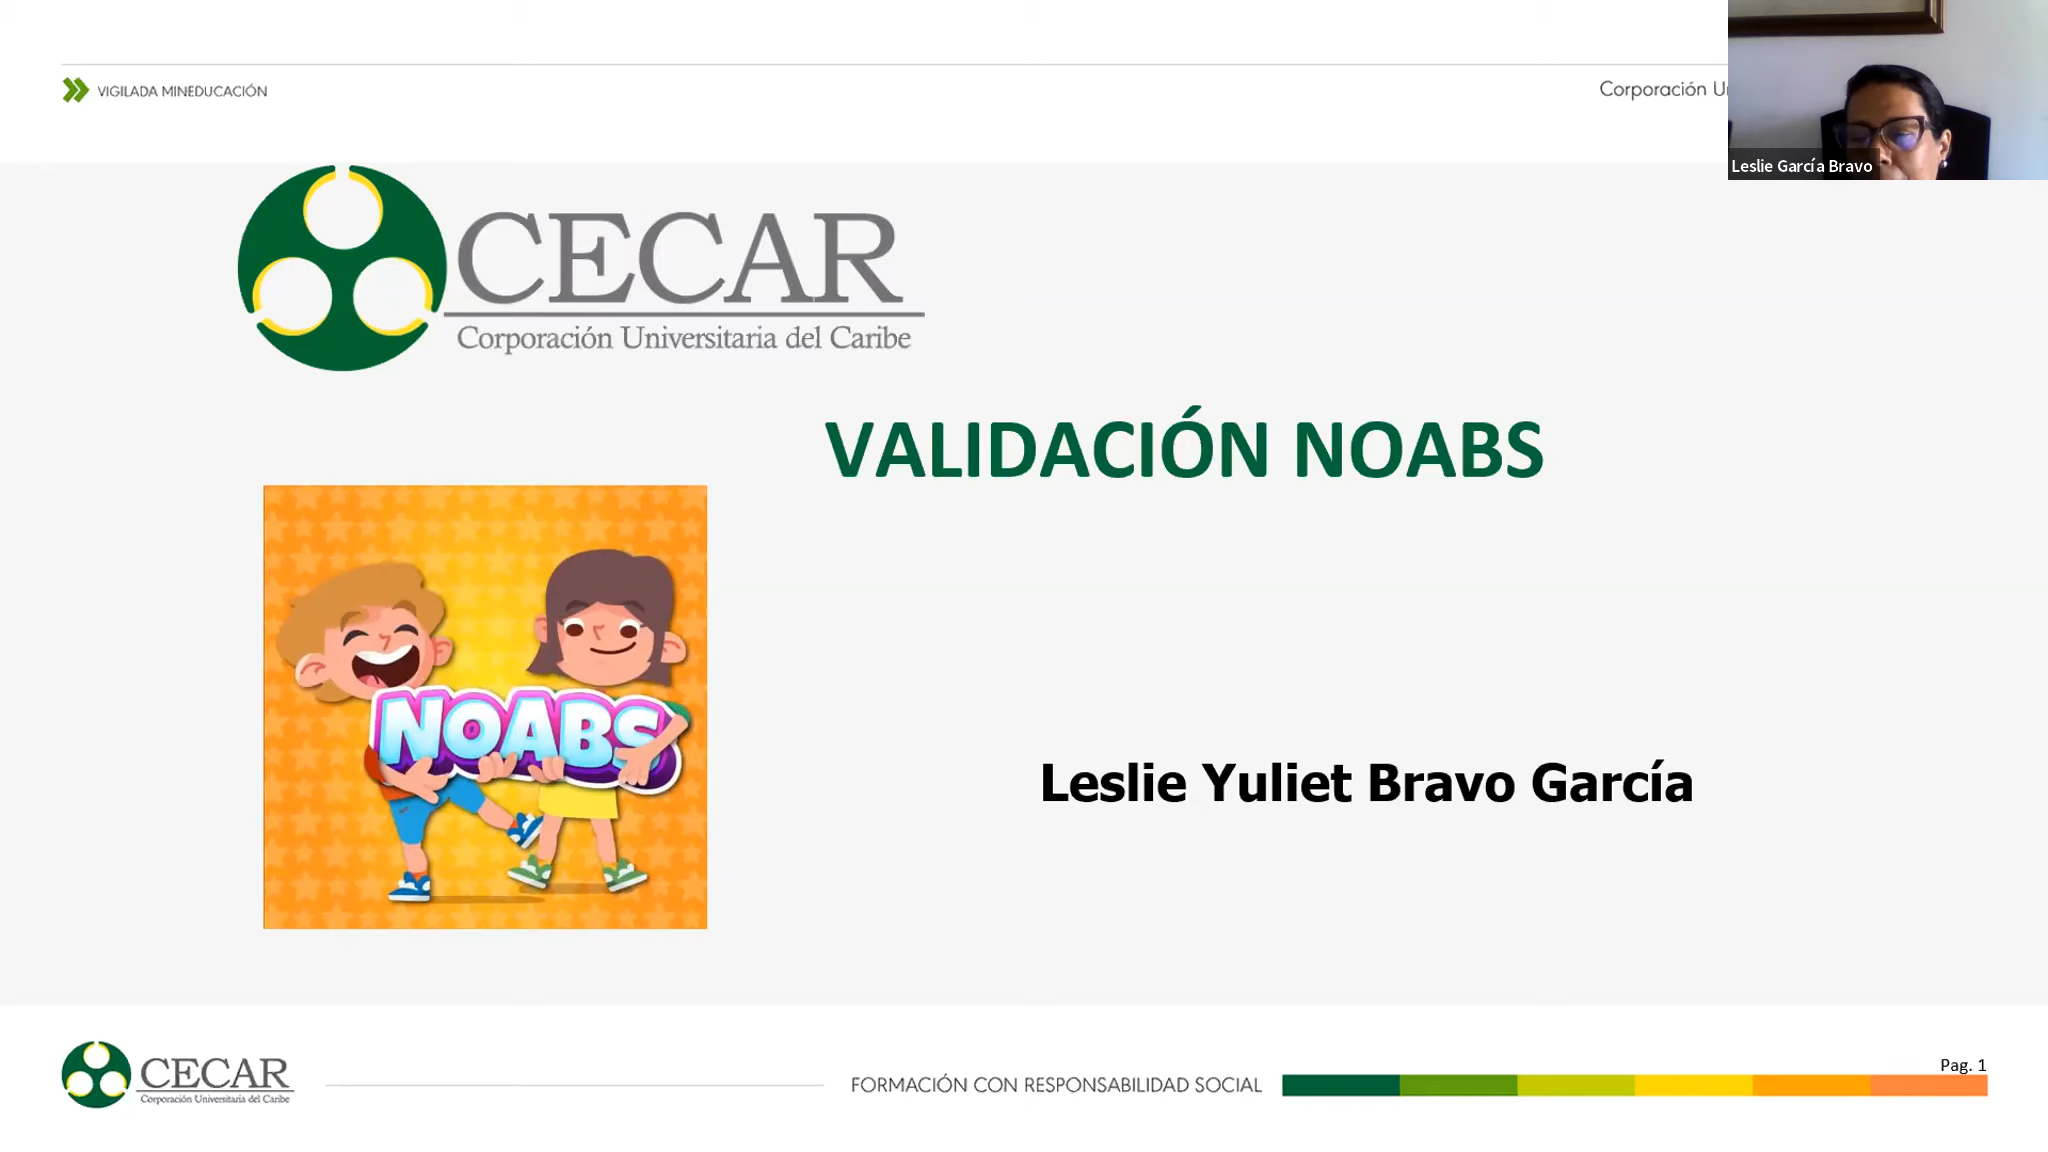 VIGILADA MINEDUCACIÓN
Corporación
Leslie García Bravo
CECAR
Corporación Universitaria del Caribe
VALIDACIÓN NOABS
NOABS
Leslie Yuliet Bravo García
Pag. 1
CECAR
Corporación Universitaria del Caribe
FORMACIÓN CON RESPONSABILIDAD SOCIAL